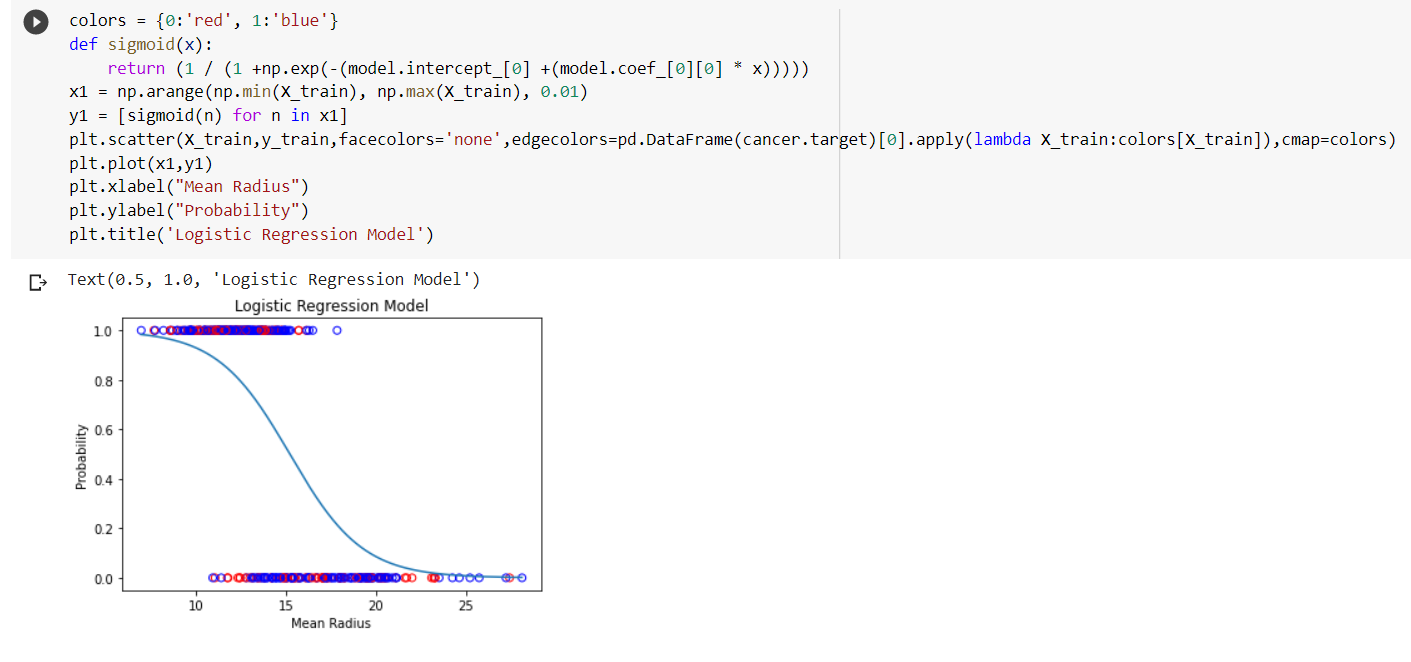 colors = {0:'red', 1:'blue'}
def sigmoid(x):
    return (1 / (1 +np.exp(-(model.intercept_[0] +(model.coef_[0][0] * x)))))
x1 = np.arange(np.min(X_train), np.max(X_train), 0.01)
y1 = [sigmoid(n) for n in x1]
plt.scatter(X_train,y_train,facecolors='none',edgecolors=pd.DataFrame(cancer.target)[0].apply(lambda X_train:colors[X_train]),cmap=colors)
plt.plot(x1,y1)
plt.xlabel("Mean Radius")
plt.ylabel("Probability")
plt.title('Logistic Regression Model')
Text(0.5, 1.0, 'Logistic Regression Model')
Logistic Regression Model
1.0
0.8
0.6
0.4
0.2
0.0
Probability
10 15 20 25
Mean Radius